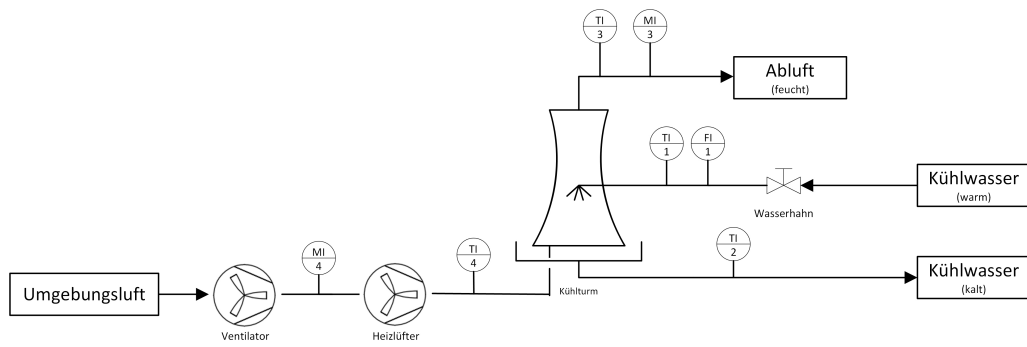 TI
3
MI
3
Abluft
(feucht)
TI
1
FI
1
Wasserhahn
Kühlwasser
(warm)
TI
2
Kühlwasser
(kalt)
Umgebungsluft
MI
4
TI
4
Ventilator
Heizlüfter
Kühlturm